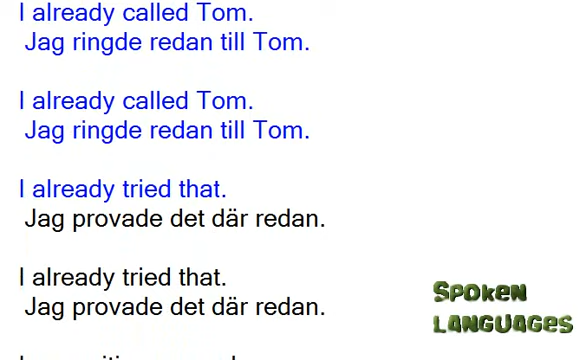 I already called Tom.
Jag ringde redan till Tom.
I already called Tom.
Jag ringde redan till Tom.
I already tried that.
Jag provade det där redan.
I already tried that.
Jag provade det där redan.
Spoken
Languages